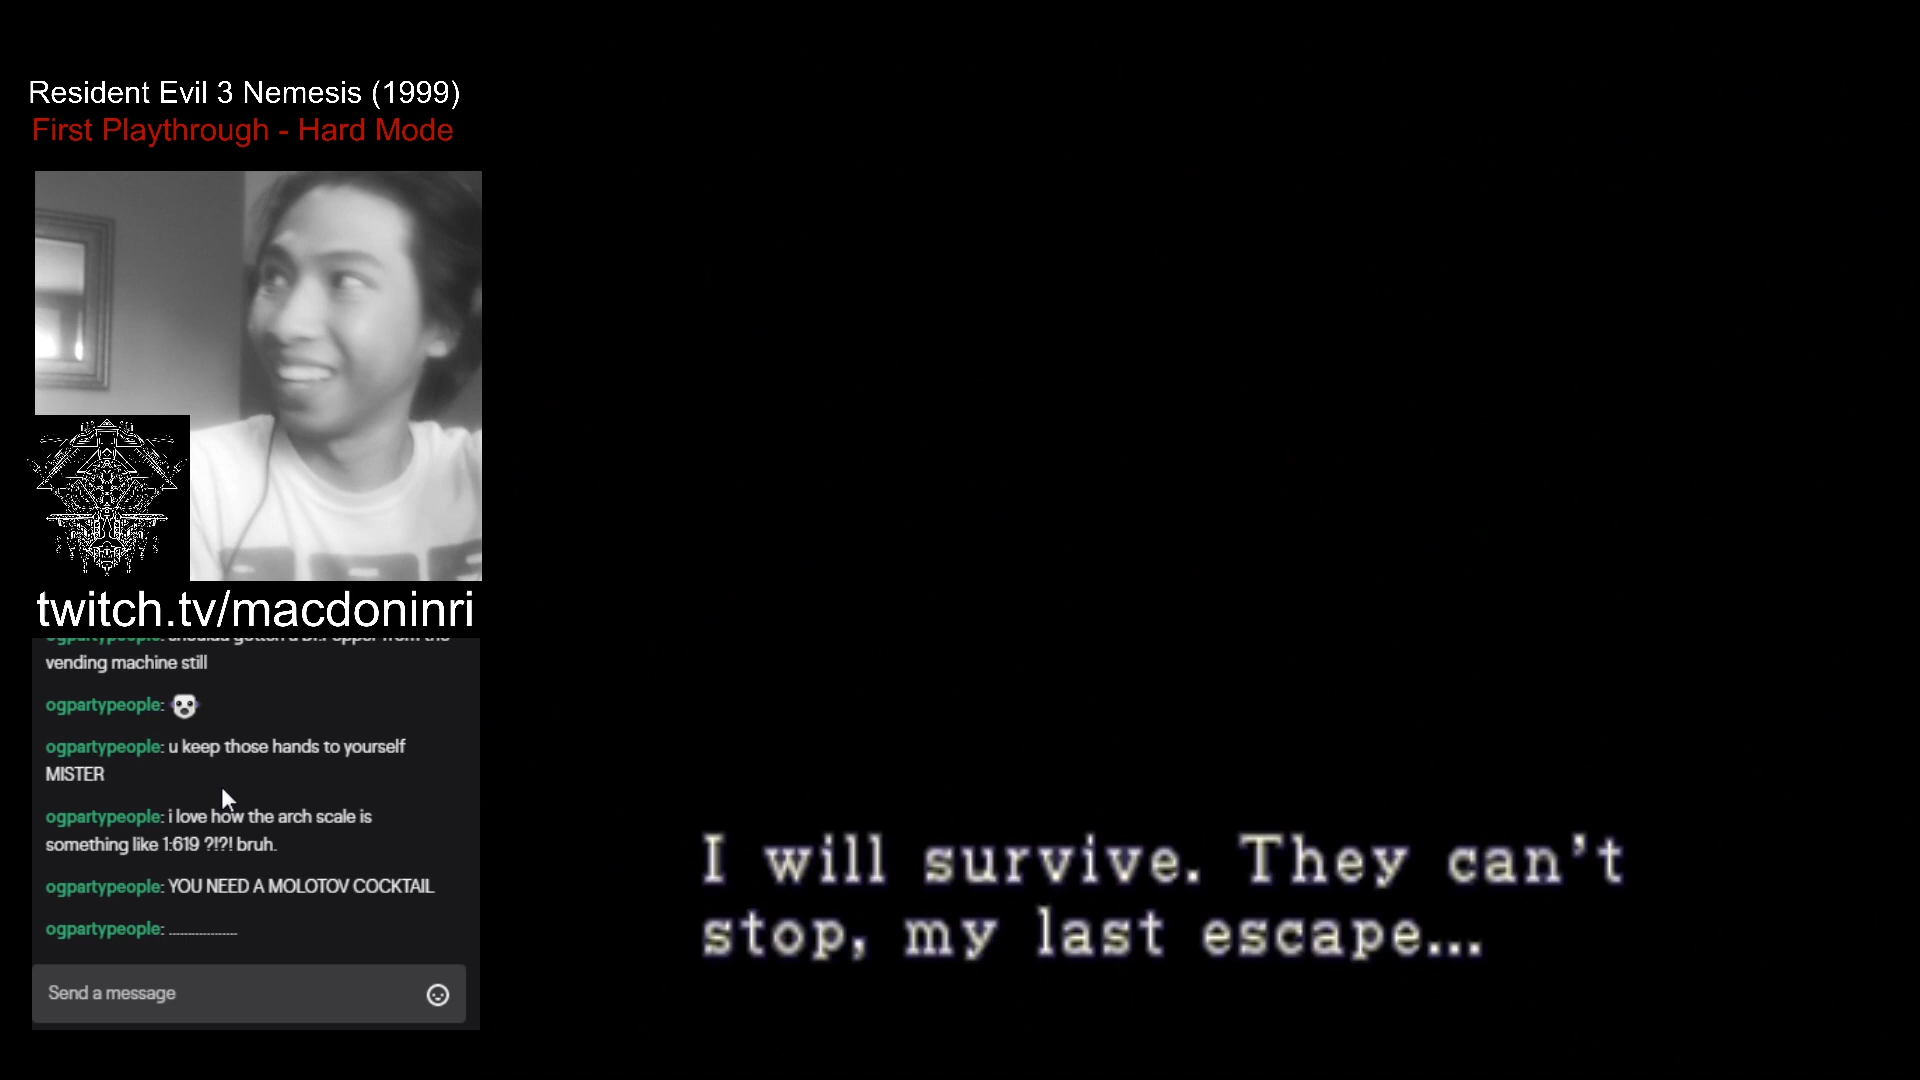 Resident Evil 3 Nemesis (1999)
First Playthrough - Hard Mode
twitch.tv/macdoninri
vending machine still
ogpartypeople:
ogpartypeople: u keep those hands to yourself
MISTER
ogpartypeople: i love how the arch scale is
something like 1:619 ?!?! bruh.
ogpartypeople: YOU NEED A MOLOTOV COCKTAIL
ogpartypeople: ..................
Send a message
I will survive. They can't
stop, my last escape...